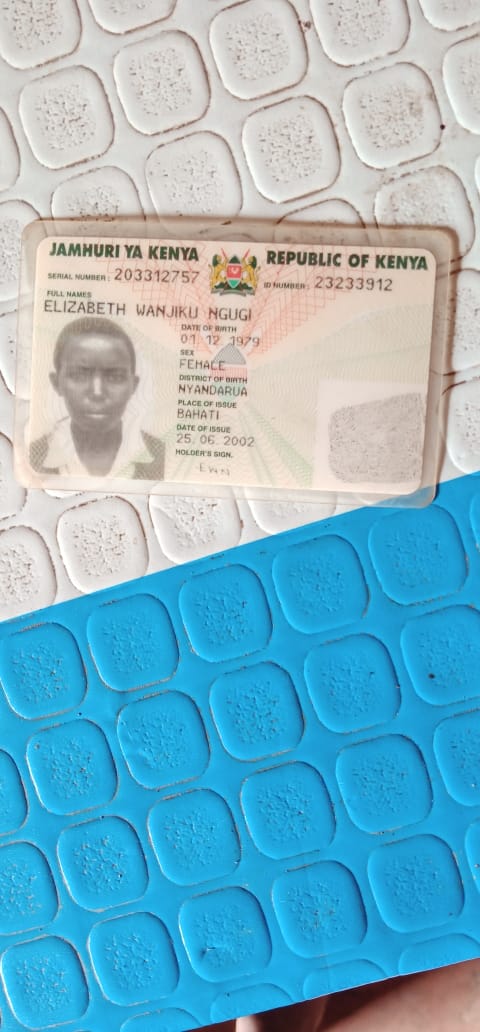 JAMHURI YA KENYA REPUBLIC OF KENYA
SERIAL NUMBER: 203312757 ID NUMBER: 23233912
FULL NAMES
ELIZABETH WANJIKU NGUGI
DATE OF BIRTH
01.12.1979
SEX
FEMALE
DISTRICT OF BIRTH
NYANDARUA
PLACE OF ISSUE
BAHATI
DATE OF ISSUE
25.06.2002
HOLDER'S SIGN.